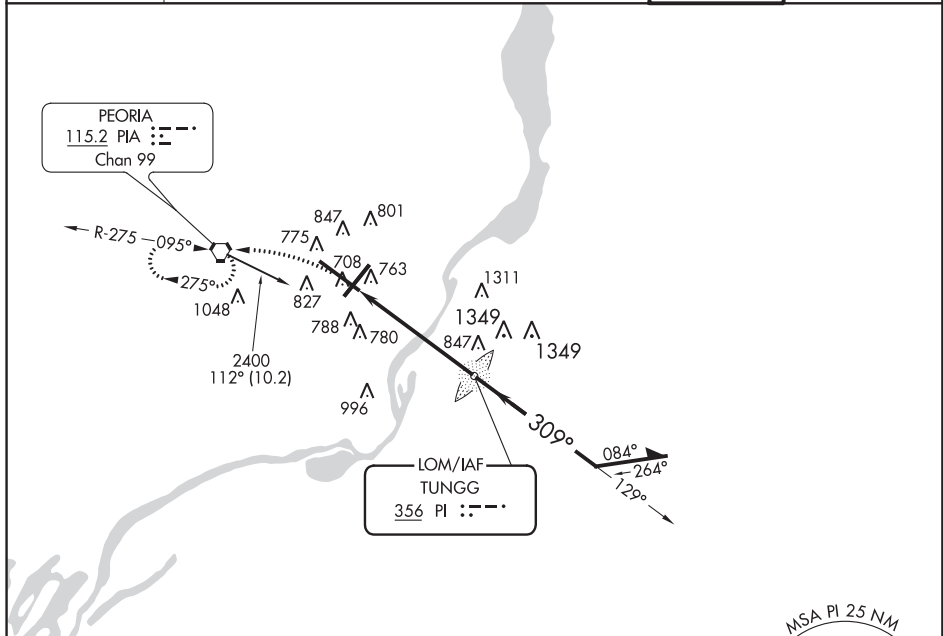 PEORIA
115.2 PIA
Chan 99
R-275
095°
275°
1048
775
847
801
708
763
827
788
780
996
2400
112° (10.2)
1311
1349
1349
847
309°
084°
264°
129°
LOM/IAF
TUNGG
356 PI
MSA PI 25 NM